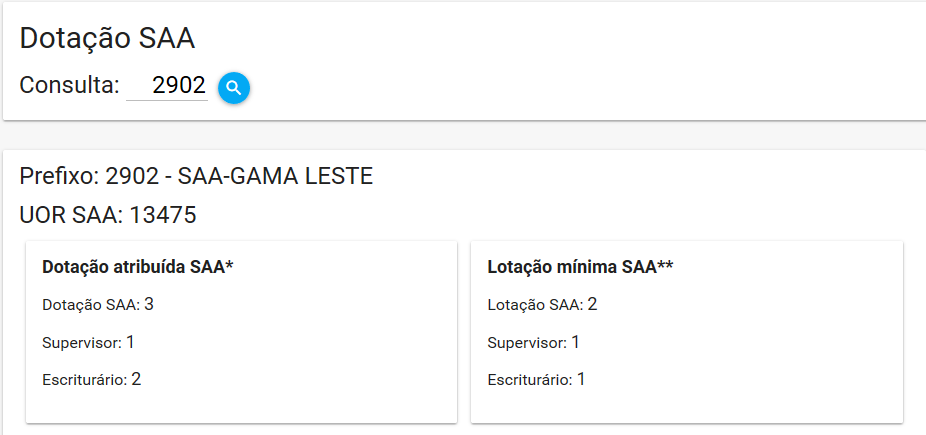 Dotação SAA
Consulta: 2902
Prefixo: 2902 - SAA-GAMA LESTE
UOR SAA: 13475
Dotação atribuída SAA*
Dotação SAA: 3
Supervisor: 1
Escriturário: 2
Lotação mínima SAA**
Lotação SAA: 2
Supervisor: 1
Escriturário: 1